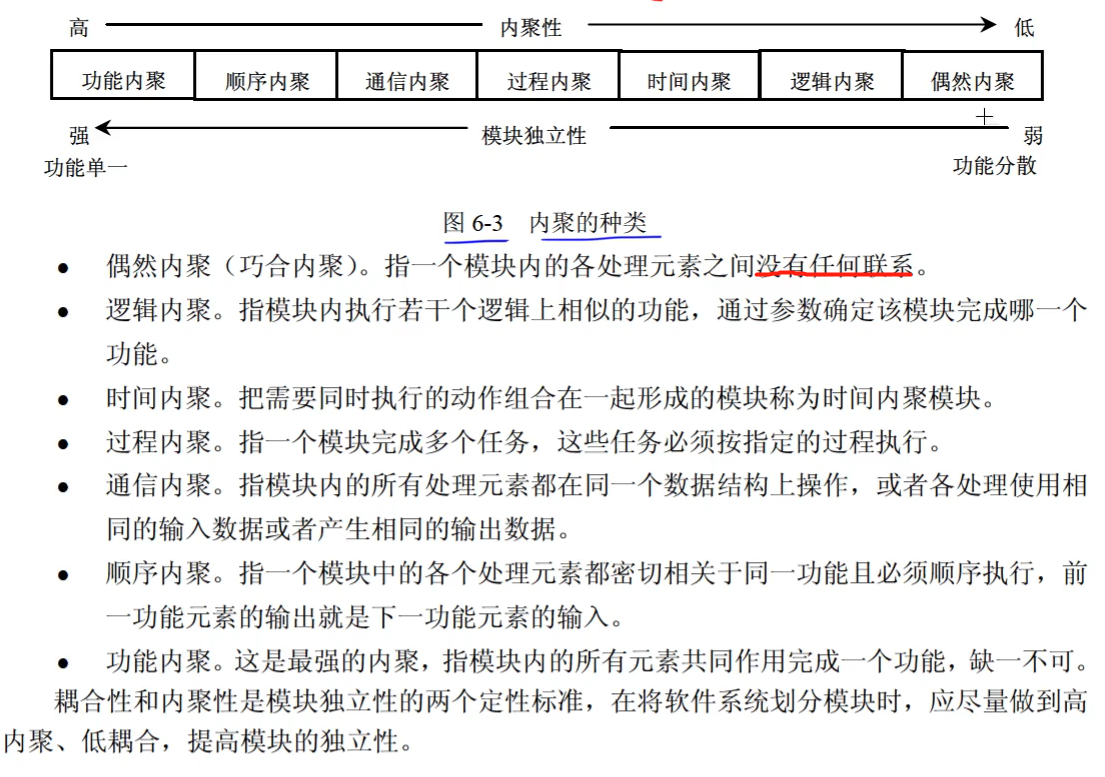 高 内聚性 低
功能内聚 顺序内聚 通信内聚 过程内聚 时间内聚 逻辑内聚 偶然内聚
强 模块独立性 弱
功能单一 功能分散
图 6-3 内聚的种类
● 偶然内聚（巧合内聚）。指一个模块内的各处理元素之间没有任何联系。
● 逻辑内聚。指模块内执行若干个逻辑上相似的功能，通过参数确定该模块完成哪一个
功能。
● 时间内聚。把需要同时执行的动作组合在一起形成的模块称为时间内聚模块。
● 过程内聚。指一个模块完成多个任务，这些任务必须按指定的过程执行。
● 通信内聚。指模块内的所有处理元素都在同一个数据结构上操作，或者各处理使用相
同的输入数据或者产生相同的输出数据。
● 顺序内聚。指一个模块中的各个处理元素都密切相关于同一功能且必须顺序执行，前
一功能元素的输出就是下一功能元素的输入。
● 功能内聚。这是最强的内聚，指模块内的所有元素共同作用完成一个功能，缺一不可。
耦合性和内聚性是模块独立性的两个定性标准，在将软件系统划分模块时，应尽量做到高
内聚、低耦合，提高模块的独立性。